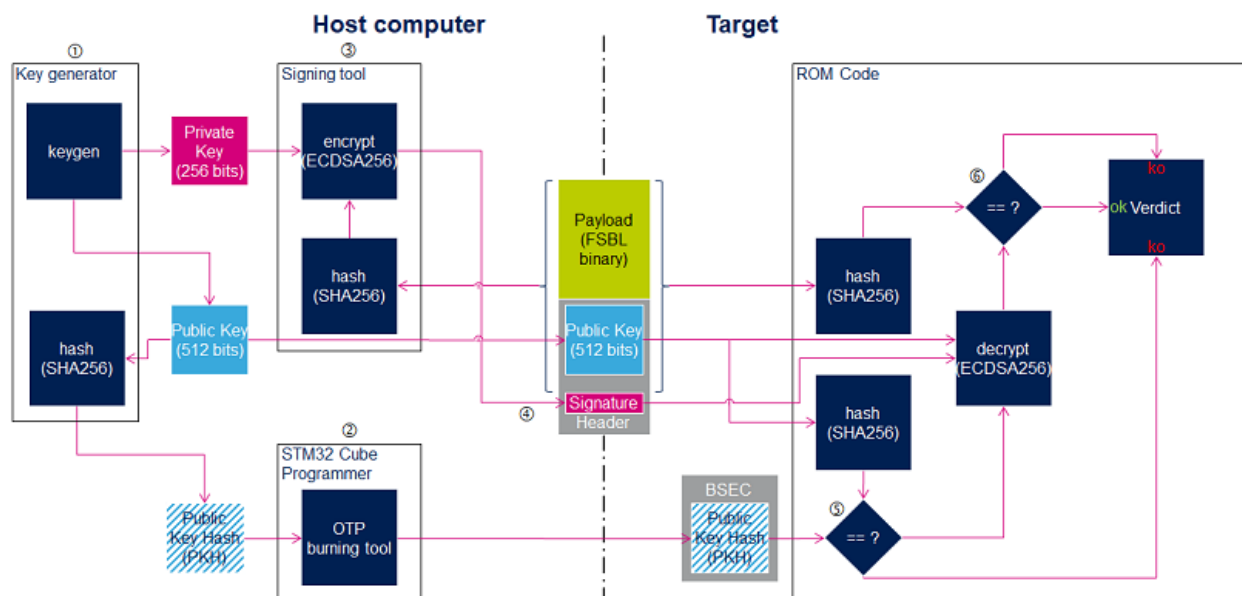 Host computer
Target
①
Key generator
keygen
Private
Key
(256 bits)
Public Key
(512 bits)
hash
(SHA256)
Public
Key Hash
(PKH)
③
Signing tool
encrypt
(ECDSA256)
hash
(SHA256)
②
STM32 Cube
Programmer
OTP
burning tool
Payload
(FSBL
binary)
Public Key
(512 bits)
④
Signature
Header
BSEC
Public
Key Hash
(PKH)
ROM Code
hash
(SHA256)
hash
(SHA256)
⑤
== ?
decrypt
(ECDSA256)
⑥
== ?
ko
ok Verdict
ko